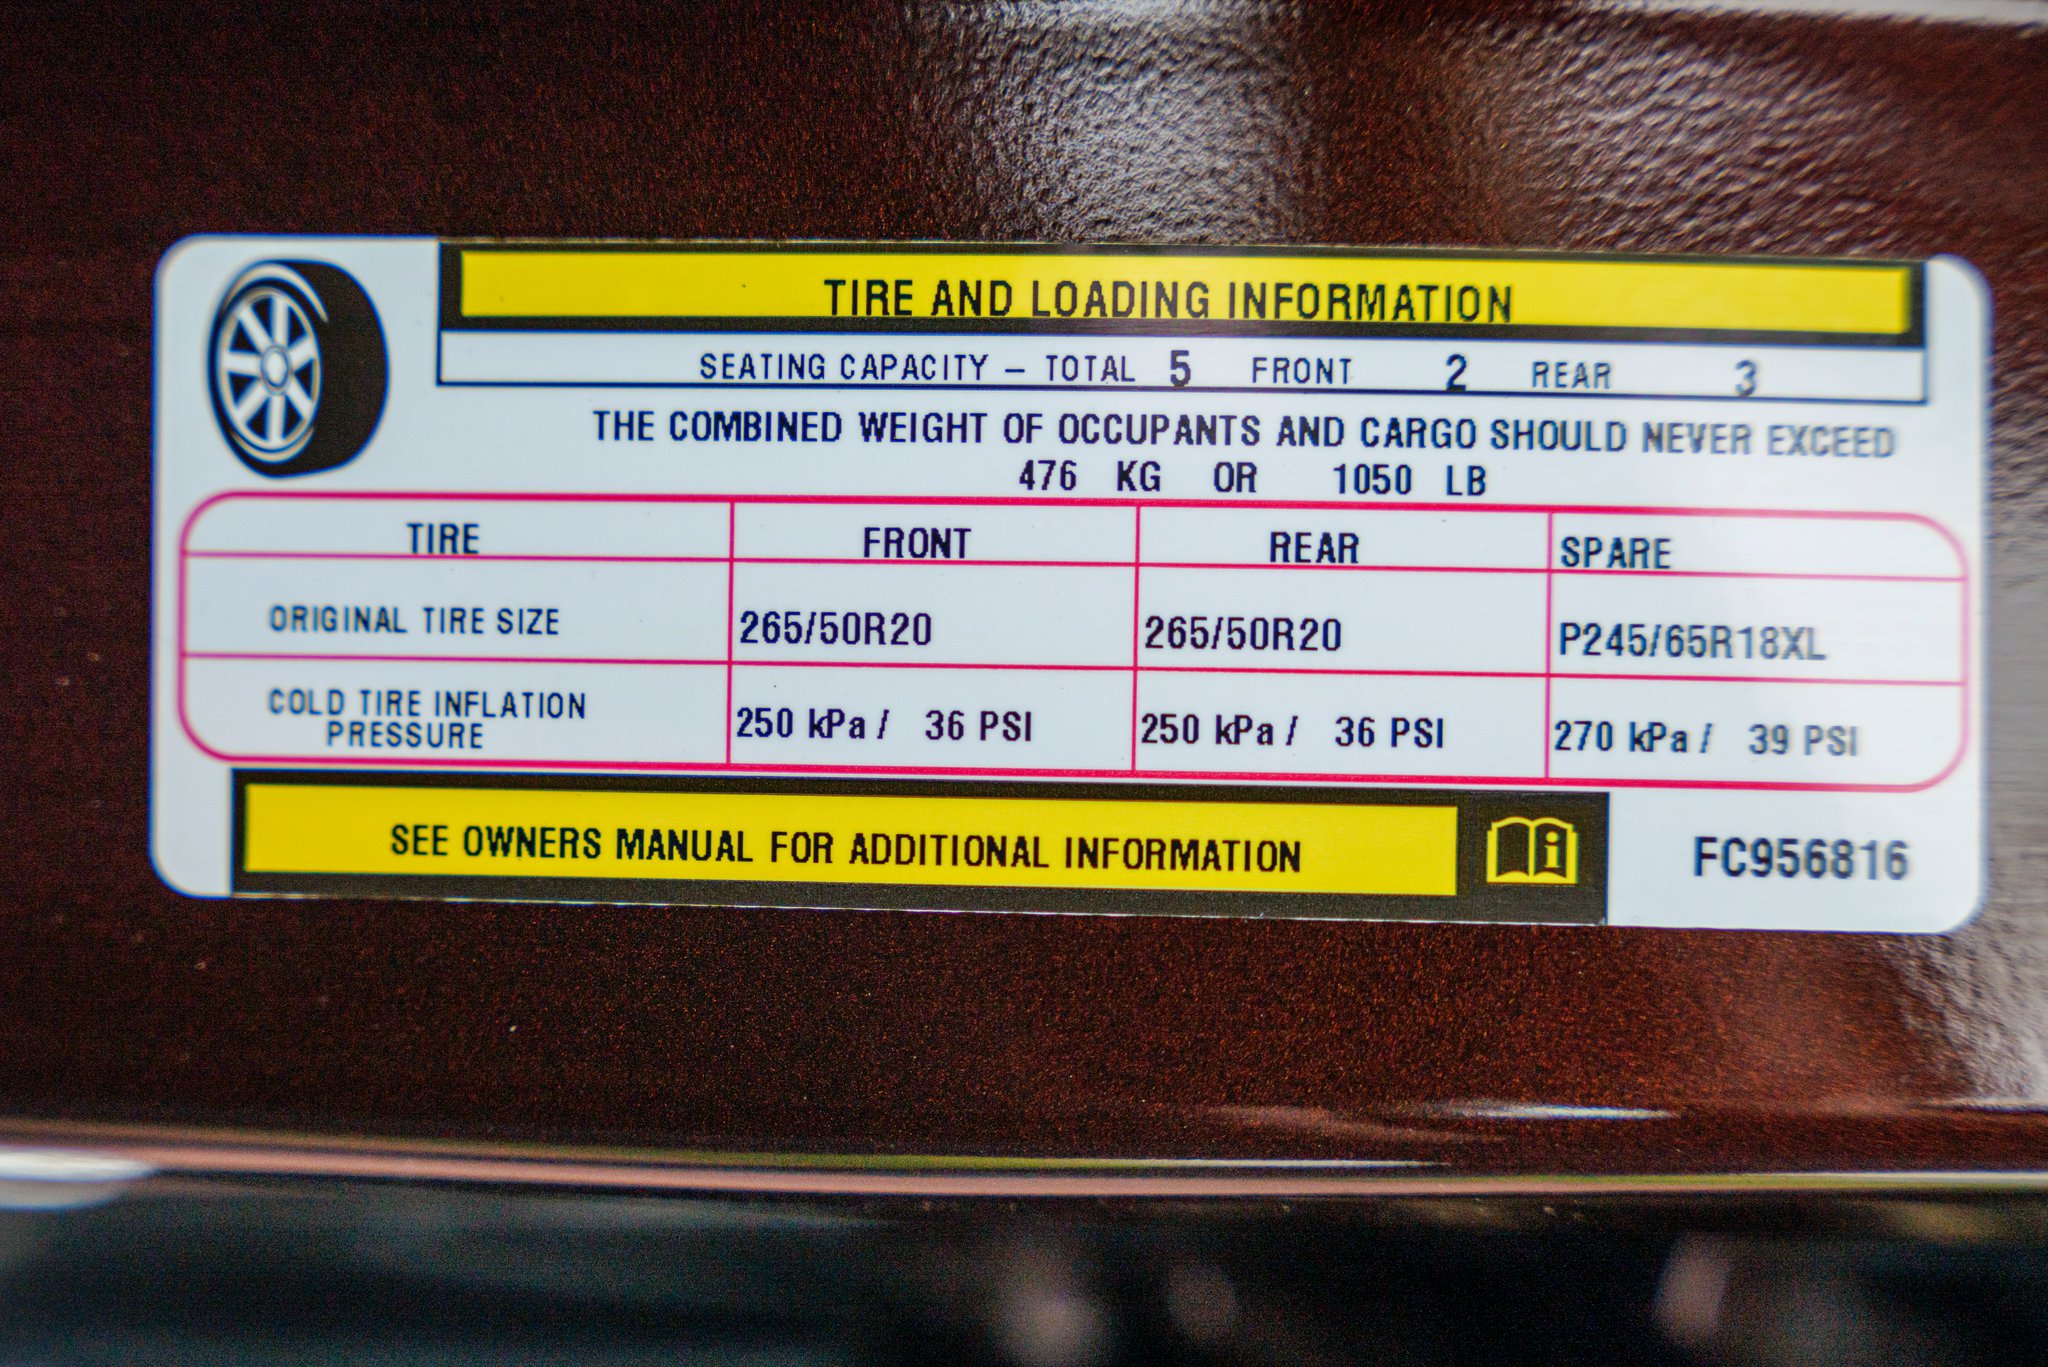 TIRE AND LOADING INFORMATION
SEATING CAPACITY – TOTAL 5 FRONT 2 REAR 3
THE COMBINED WEIGHT OF OCCUPANTS AND CARGO SHOULD NEVER EXCEED
476 KG OR 1050 LB
TIRE FRONT REAR SPARE
ORIGINAL TIRE SIZE 265/50R20 265/50R20 P245/65R18XL
COLD TIRE INFLATION
PRESSURE 250 kPa / 36 PSI 250 kPa / 36 PSI 270 kPa / 39 PSI
SEE OWNERS MANUAL FOR ADDITIONAL INFORMATION i FC956816